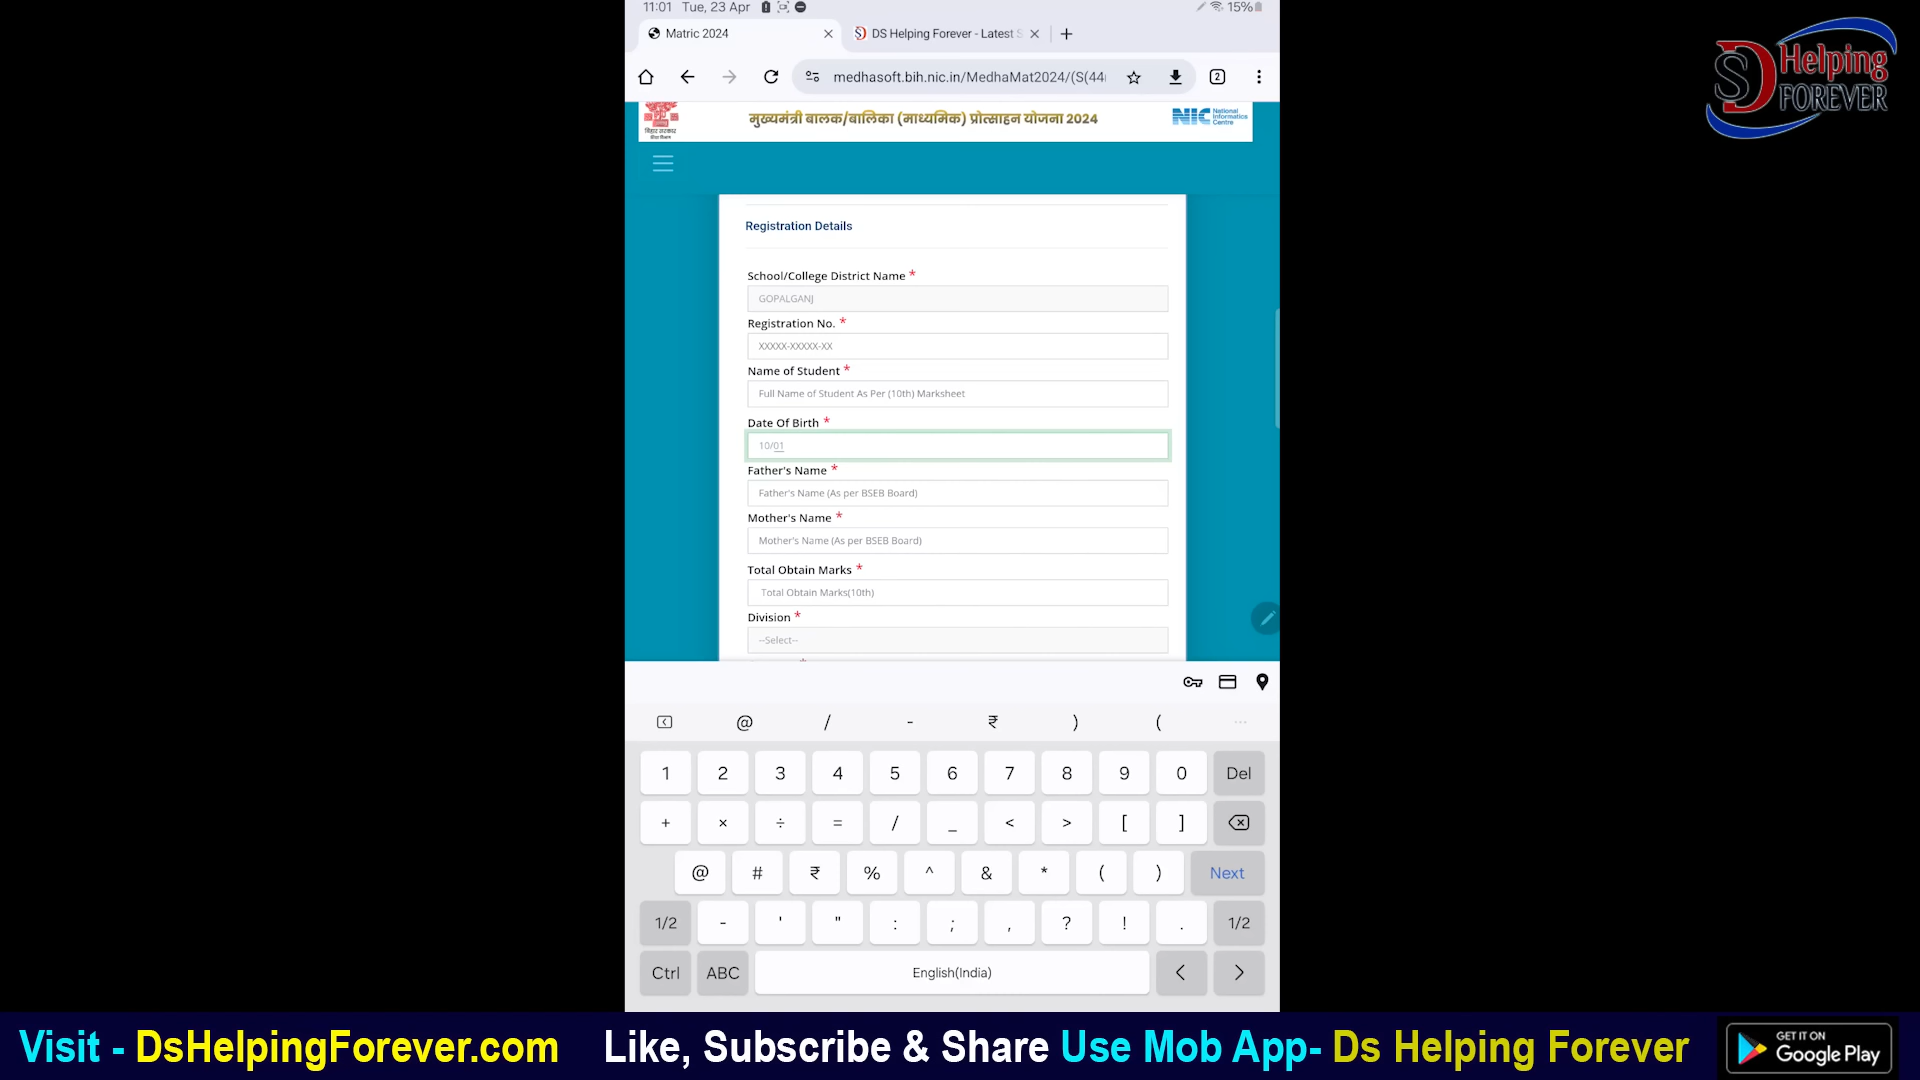 11:01 Tue, 23 Apr
15%
Matric 2024
DS Helping Forever - Latest S
medhasoft.bih.nic.in/MedhaMat2024/(S(44
2
मुख्यमंत्री बालक/बालिका (माध्यमिक) प्रोत्साहन योजना 2024
NIC National Informatics Centre
Registration Details
School/College District Name *
GOPALGANJ
Registration No. *
XXXXX-XXXXX-XX
Name of Student *
Full Name of Student As Per (10th) Marksheet
Date Of Birth *
10/01
Father's Name *
Father's Name (As per BSEB Board)
Mother's Name *
Mother's Name (As per BSEB Board)
Total Obtain Marks *
Total Obtain Marks(10th)
Division *
--Select--
@ / - ₹ ) ( ...
1 2 3 4 5 6 7 8 9 0 Del
+ × ÷ = / _ < > [ ]
@ # ₹ % ^ & * ( ) Next
1/2 - ' " : ; , ? ! . 1/2
Ctrl ABC English(India) < >
SD Helping FOREVER
Visit - DsHelpingForever.com Like, Subscribe & Share Use Mob App- Ds Helping Forever
GET IT ON
Google Play